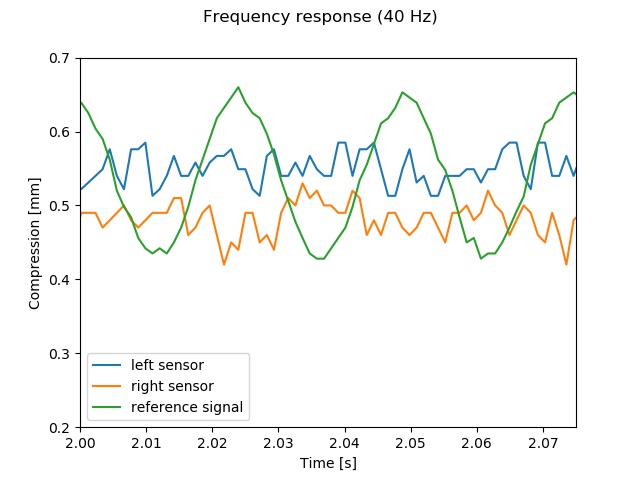 Frequency response (40 Hz)
0.7
0.6
0.5
0.4
0.3
0.2
Compression [mm]
left sensor
right sensor
reference signal
2.00 2.01 2.02 2.03 2.04 2.05 2.06 2.07
Time [s]